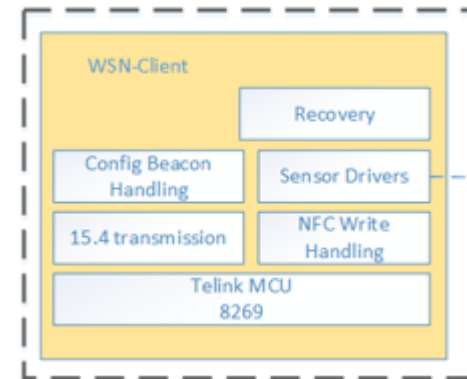 WSN-Client
Recovery
Config Beacon
Handling
Sensor Drivers
15.4 transmission
NFC Write
Handling
Telink MCU
8269